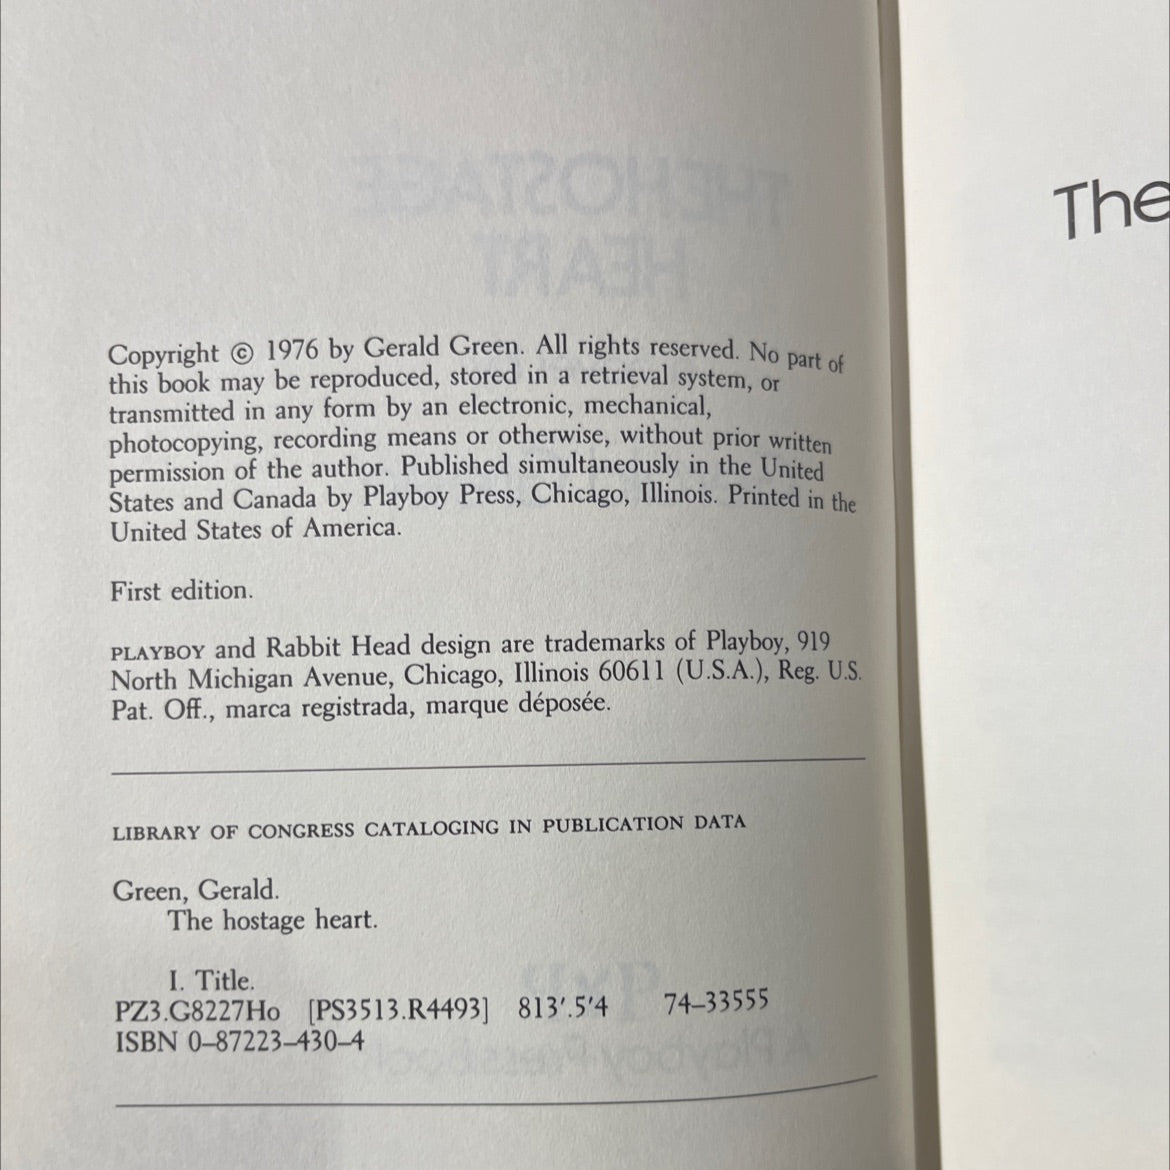 THE HOSTAGE
HEART
Copyright © 1976 by Gerald Green. All rights reserved. No part of
this book may be reproduced, stored in a retrieval system, or
transmitted in any form by an electronic, mechanical,
photocopying, recording means or otherwise, without prior written
permission of the author. Published simultaneously in the United
States and Canada by Playboy Press, Chicago, Illinois. Printed in the
United States of America.
First edition.
PLAYBOY and Rabbit Head design are trademarks of Playboy, 919
North Michigan Avenue, Chicago, Illinois 60611 (U.S.A.), Reg. U.S.
Pat. Off., marca registrada, marque déposée.
LIBRARY OF CONGRESS CATALOGING IN PUBLICATION DATA
Green, Gerald.
The hostage heart.
I. Title.
PZ3.G8227Ho [PS3513.R4493] 813'.5'4 74–33555
ISBN 0–87223–430–4
A Playboy Press Book
The